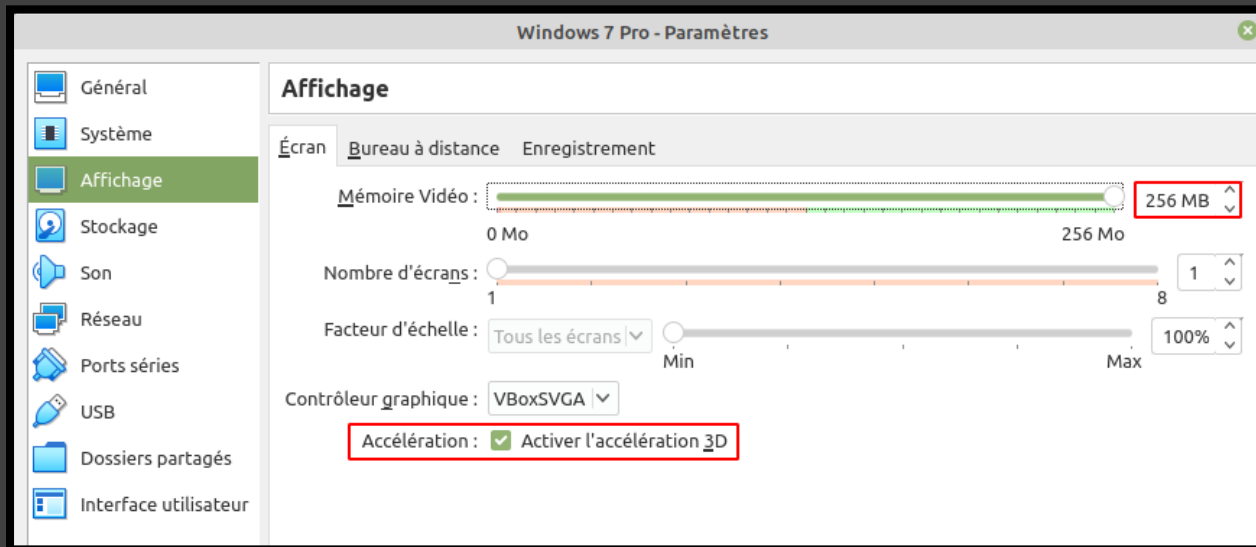 Windows 7 Pro - Paramètres
Général
Système
Affichage
Stockage
Son
Réseau
Ports séries
USB
Dossiers partagés
Interface utilisateur
Affichage
Écran Bureau à distance Enregistrement
Mémoire Vidéo : 256 MB
0 Mo 256 Mo
Nombre d'écrans : 1
1 8
Facteur d'échelle : Tous les écrans 100%
Min Max
Contrôleur graphique : VBoxSVGA
Accélération : Activer l'accélération 3D